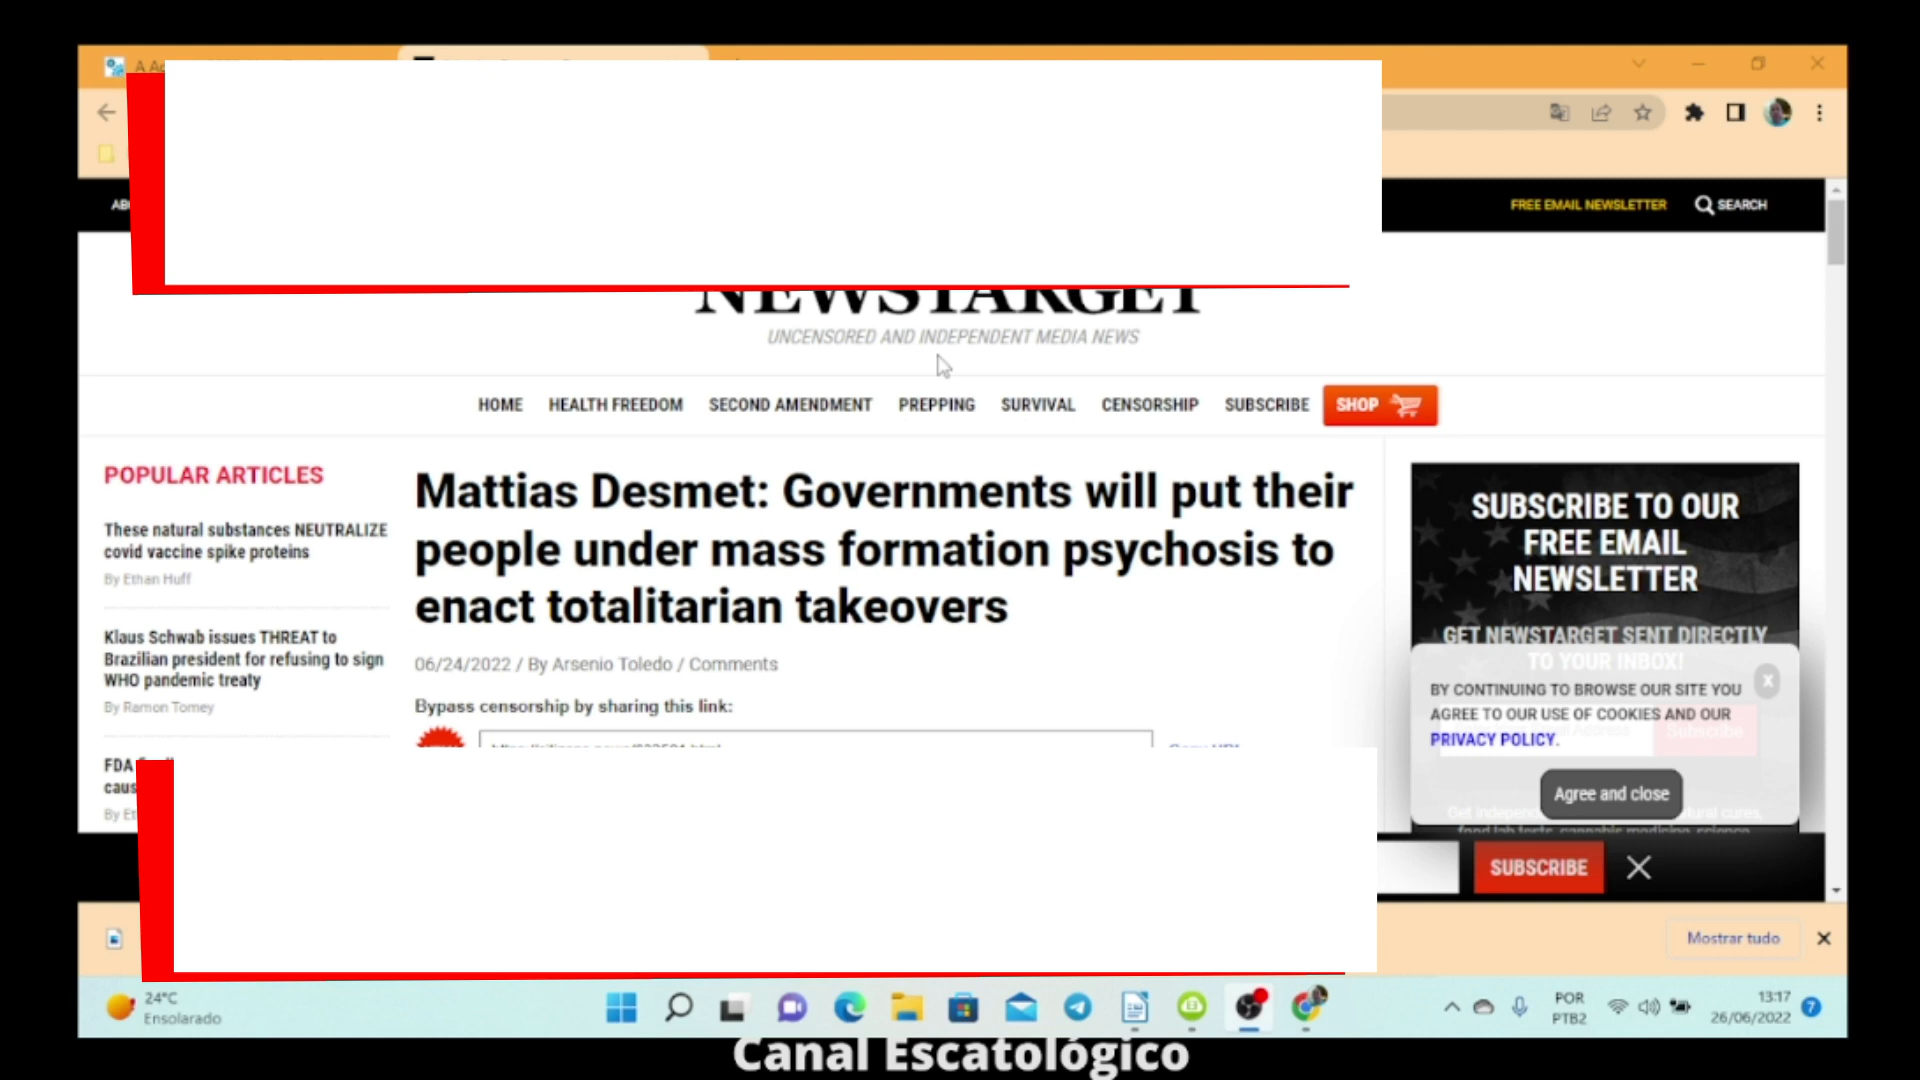 FREE EMAIL NEWSLETTER
SEARCH
NEWSTARGET
UNCENSORED AND INDEPENDENT MEDIA NEWS
HOME
HEALTH FREEDOM
SECOND AMENDMENT
PREPPING
SURVIVAL
CENSORSHIP
SUBSCRIBE
SHOP
POPULAR ARTICLES
These natural substances NEUTRALIZE
covid vaccine spike proteins
By Ethan Huff
Klaus Schwab issues THREAT to
Brazilian president for refusing to sign
WHO pandemic treaty
By Ramon Tomey
FDA
Mattias Desmet: Governments will put their
people under mass formation psychosis to
enact totalitarian takeovers
06/24/2022 / By Arsenio Toledo / Comments
Bypass censorship by sharing this link:
SUBSCRIBE TO OUR
FREE EMAIL
NEWSLETTER
GET NEWSTARGET SENT DIRECTLY
TO YOUR INBOX!
BY CONTINUING TO BROWSE OUR SITE YOU
AGREE TO OUR USE OF COOKIES AND OUR
PRIVACY POLICY.
Subscribe
Agree and close
SUBSCRIBE
Mostrar tudo
24°C
Ensolarado
POR
PTB2
13:17
26/06/2022
7
Canal Escatológico